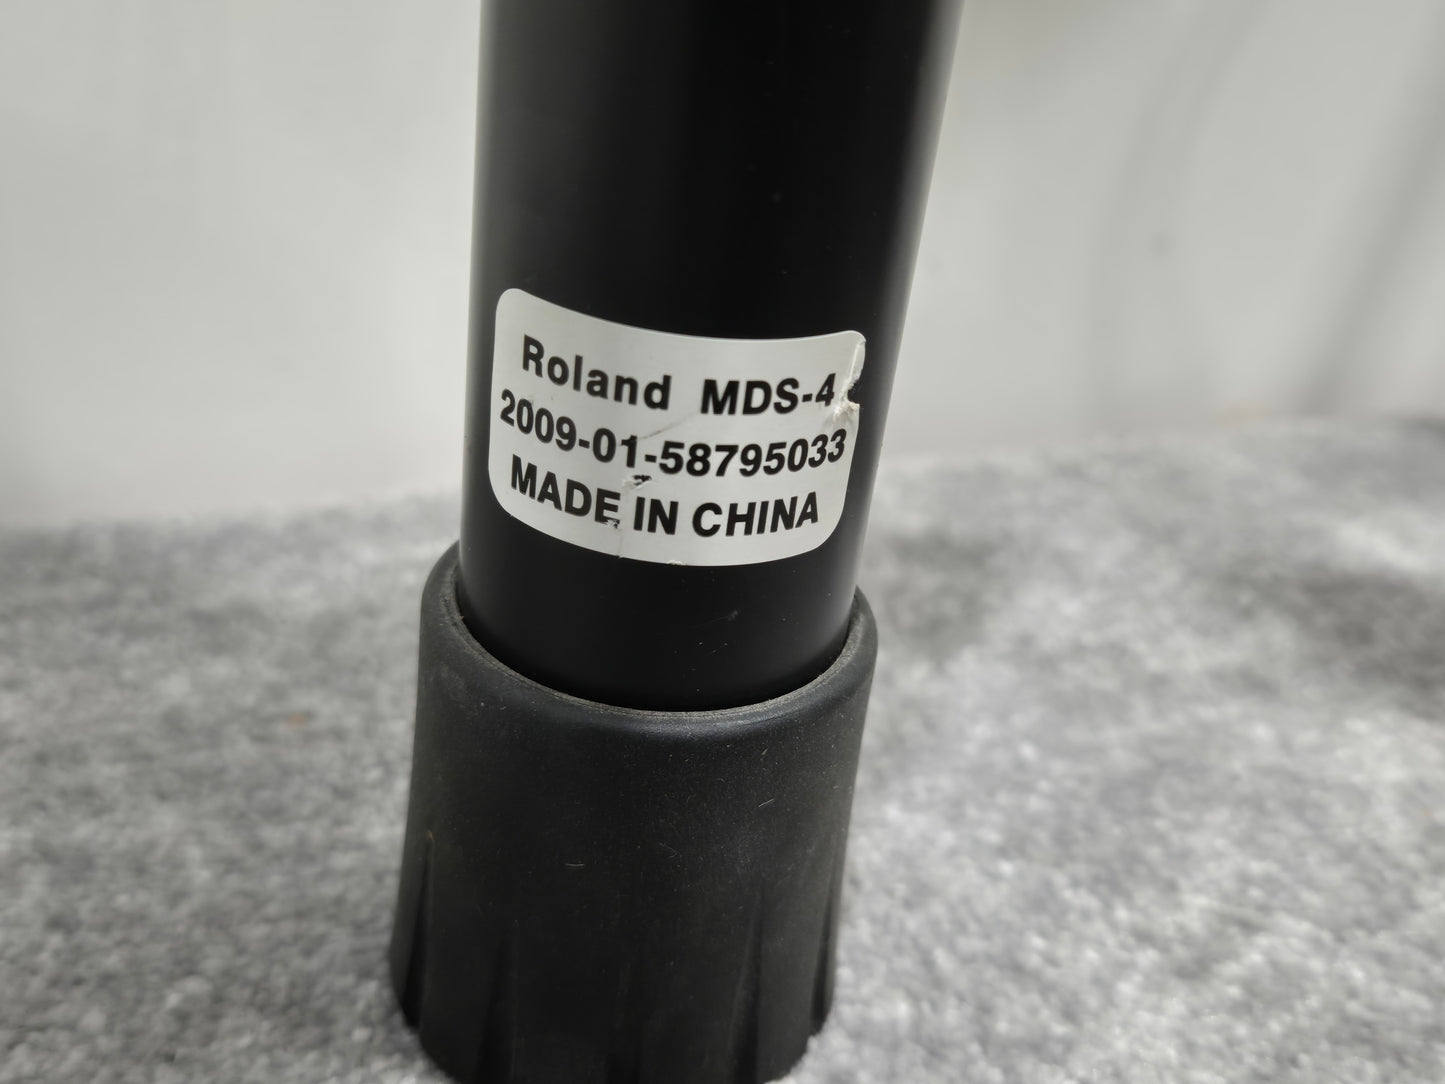 Roland MDS-4
2009-01-58795033
MADE IN CHINA